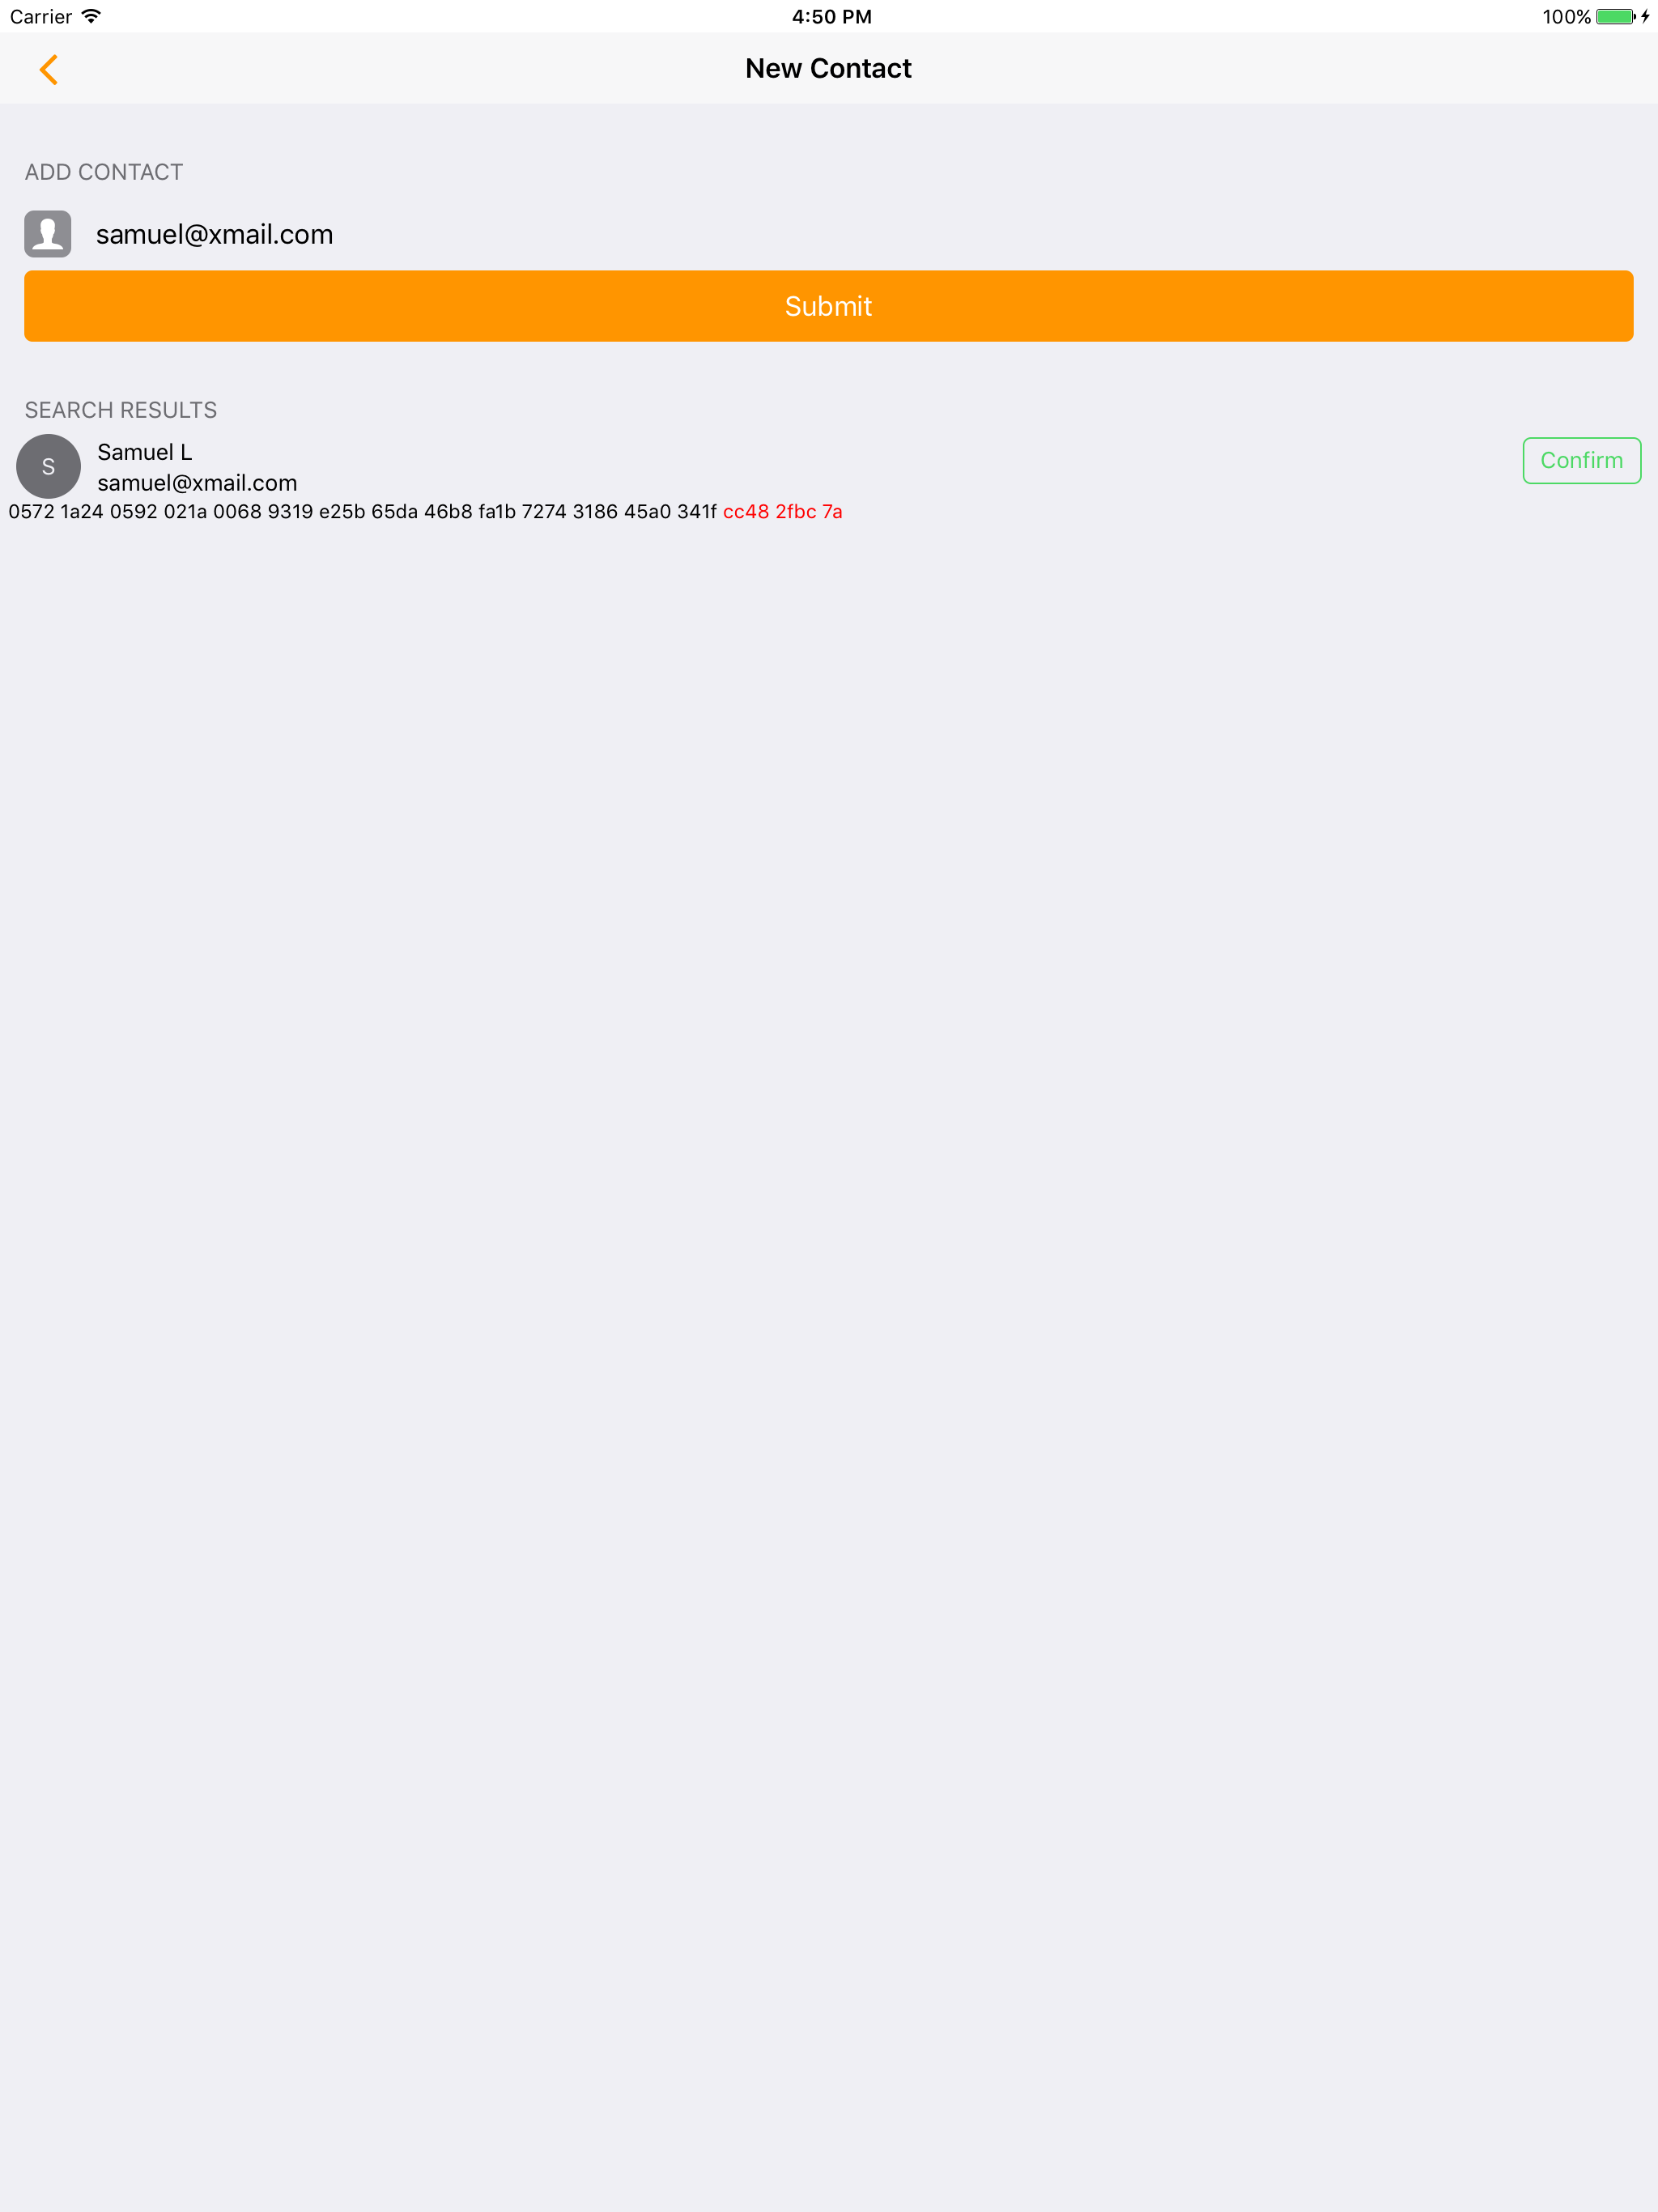 Carrier 4:50 PM 100%
New Contact
ADD CONTACT
samuel@xmail.com
Submit
SEARCH RESULTS
S
Samuel L
samuel@xmail.com
Confirm
0572 1a24 0592 021a 0068 9319 e25b 65da 46b8 fa1b 7274 3186 45a0 341f cc48 2fbc 7a